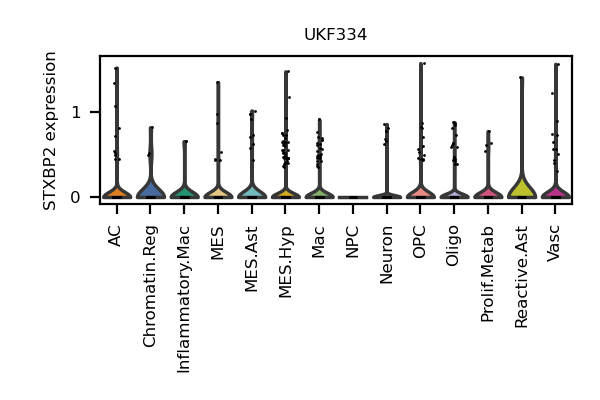 UKF334
STXBP2 expression
1
0
AC
Chromatin.Reg
Inflammatory.Mac
MES
MES.Ast
MES.Hyp
Mac
NPC
Neuron
OPC
Oligo
Prolif.Metab
Reactive.Ast
Vasc